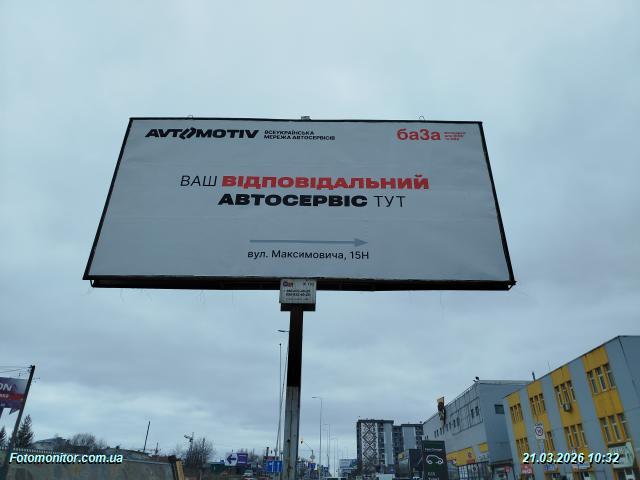 AVTOMOTIV
ВСЕУКРАЇНСЬКА
МЕРЕЖА АВТОСЕРВІСІВ
ба3а
ВАШ ВІДПОВІДАЛЬНИЙ
АВТОСЕРВІС ТУТ
вул. Максимовича, 15Н
Fotomonitor.com.ua
21.03.2026 10:32